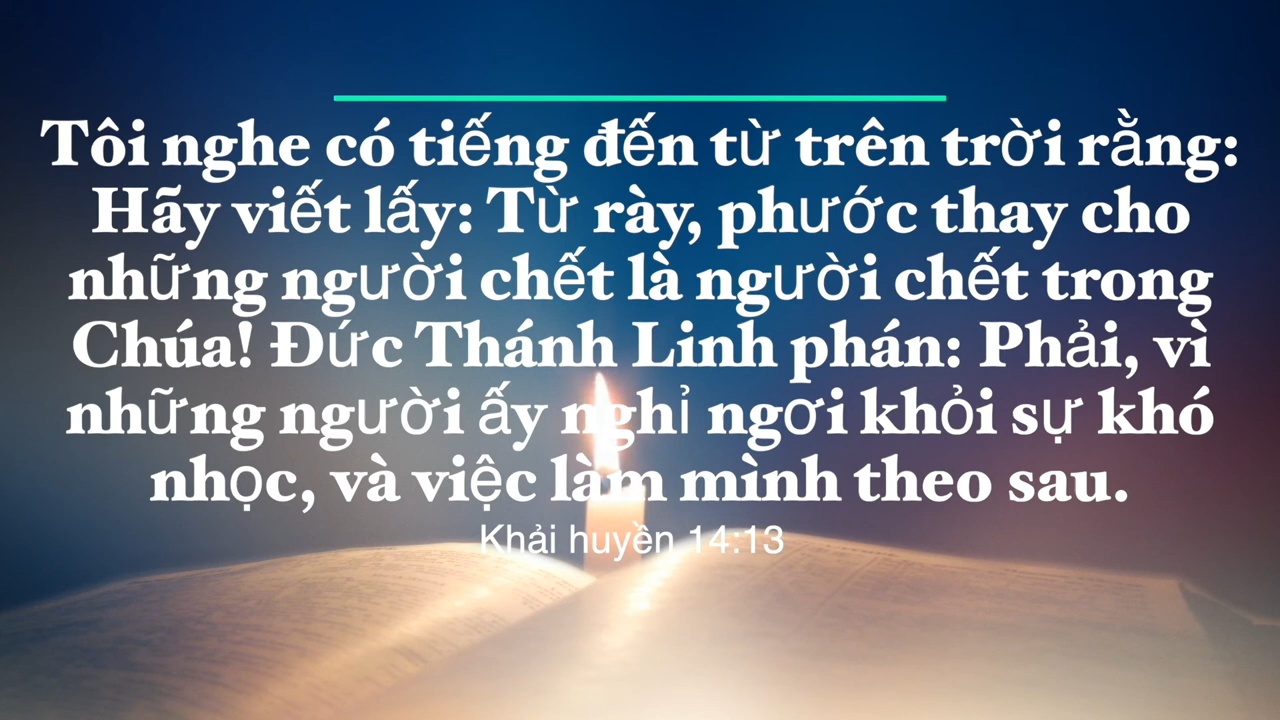 Tôi nghe có tiếng đến từ trên trời rằng:
Hãy viết lấy: Từ rày, phước thay cho
những người chết là người chết trong
Chúa! Đức Thánh Linh phán: Phải, vì
những người ấy nghỉ ngơi khỏi sự khó
nhọc, và việc làm mình theo sau.
Khải huyền 14:13